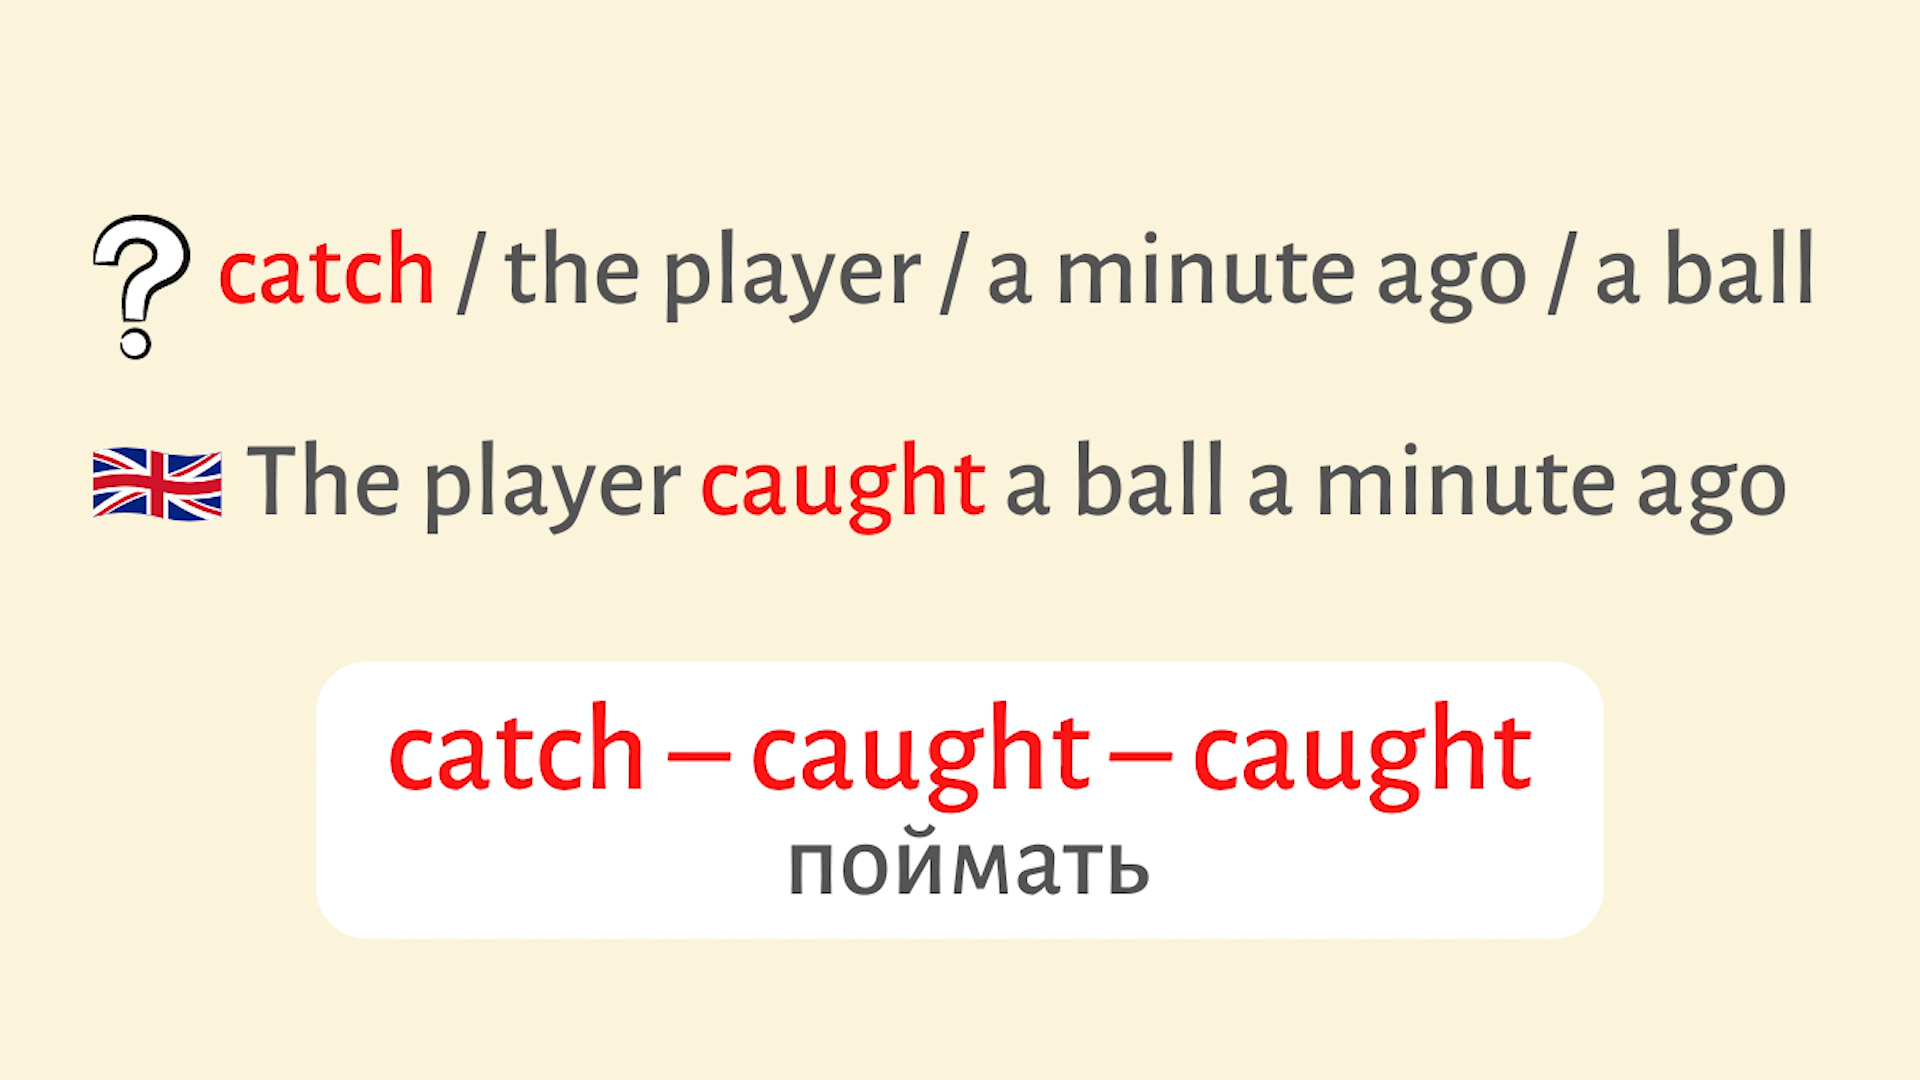 catch / the player / a minute ago / a ball
The player caught a ball a minute ago
catch – caught – caught
поймать